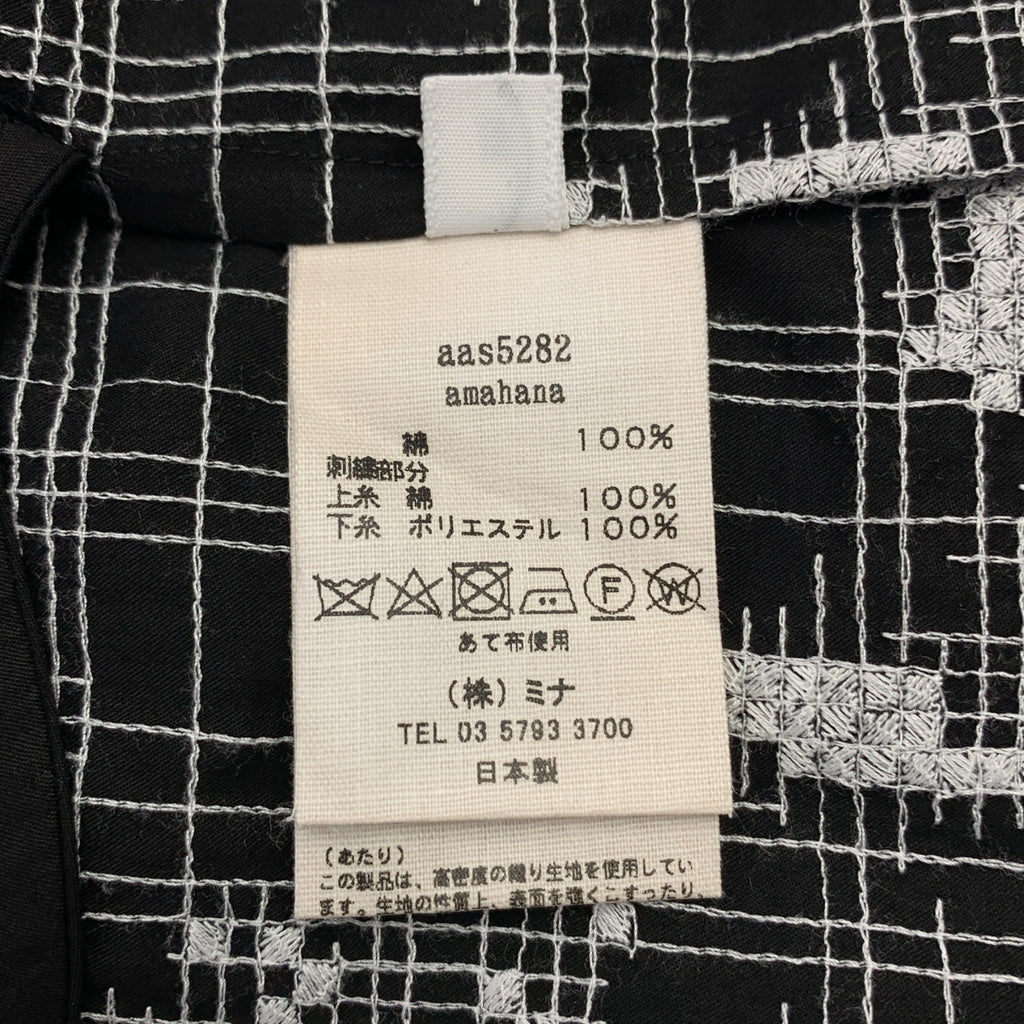 aas5282
amahana
綿 100%
刺繍部分
上糸 綿 100%
下糸 ポリエステル 100%
F W
あて布使用
(株)ミナ
TEL 03 5793 3700
日本製
(あたり)
この製品は、高密度の織り生地を使用してい
ます。生地の性質上、表面を強くこすったり、